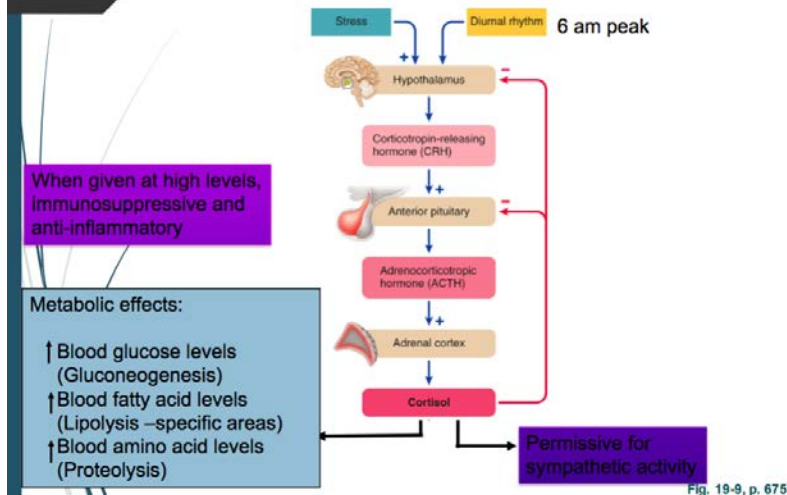 Stress
Diurnal rhythm
6 am peak
+
−
Hypothalamus
Corticotropin-releasing
hormone (CRH)
When given at high levels,
immunosuppressive and
anti-inflammatory
+
−
Anterior pituitary
Adrenocorticotropic
hormone (ACTH)
Metabolic effects:
+
↑Blood glucose levels
(Gluconeogenesis)
↑Blood fatty acid levels
(Lipolysis –specific areas)
↑Blood amino acid levels
(Proteolysis)
Adrenal cortex
Cortisol
Permissive for
sympathetic activity
Fig. 19-9, p. 675